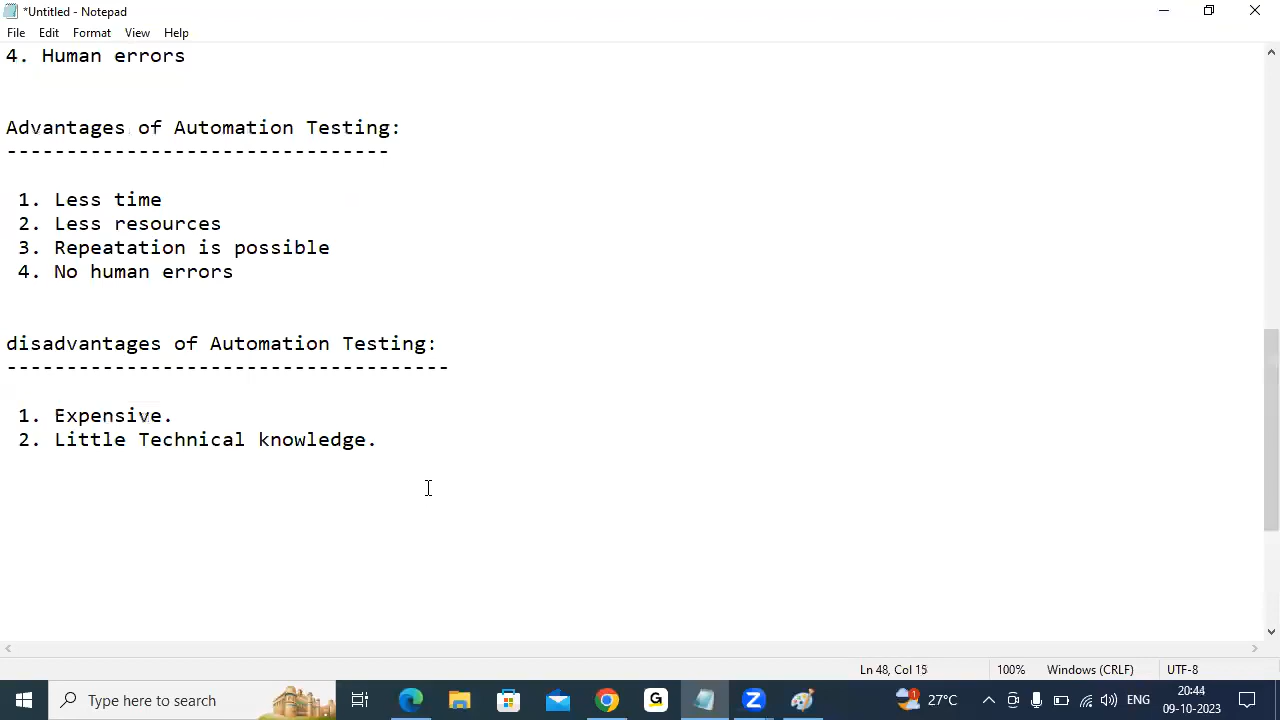 *Untitled - Notepad
File Edit Format View Help
4. Human errors
Advantages of Automation Testing:
--------------------------------
1. Less time
2. Less resources
3. Repeatation is possible
4. No human errors
disadvantages of Automation Testing:
-------------------------------------
1. Expensive.
2. Little Technical knowledge.
Ln 48, Col 15 100% Windows (CRLF) UTF-8
Type here to search 27°C ENG 20:44
09-10-2023